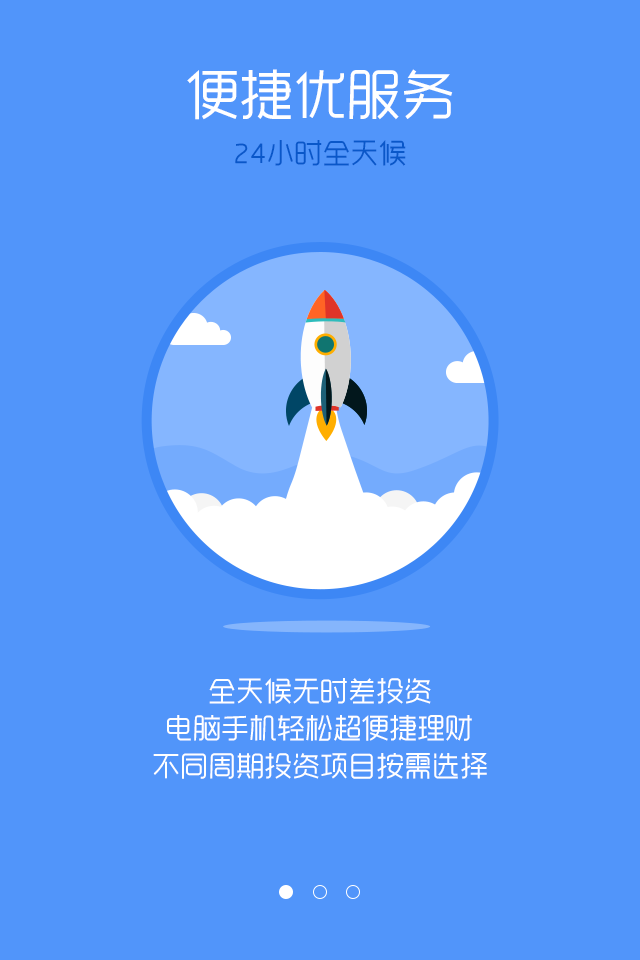 便捷优服务
24小时全天候
全天候无时差投资
电脑手机轻松超便捷理财
不同周期投资项目按需选择